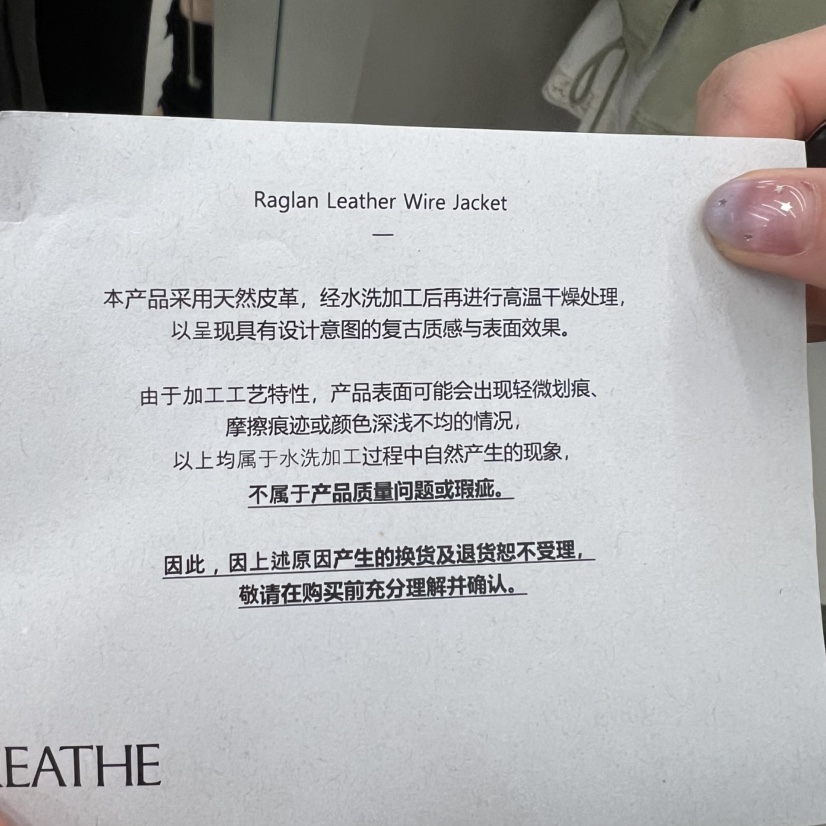 Raglan Leather Wire Jacket
—
本产品采用天然皮革，经水洗加工后再进行高温干燥处理，
以呈现具有设计意图的复古质感与表面效果。
由于加工工艺特性，产品表面可能会出现轻微划痕、
摩擦痕迹或颜色深浅不均的情况，
以上均属于水洗加工过程中自然产生的现象，
不属于产品质量问题或瑕疵。
因此，因上述原因产生的换货及退货恕不受理，
敬请在购买前充分理解并确认。
EATHE